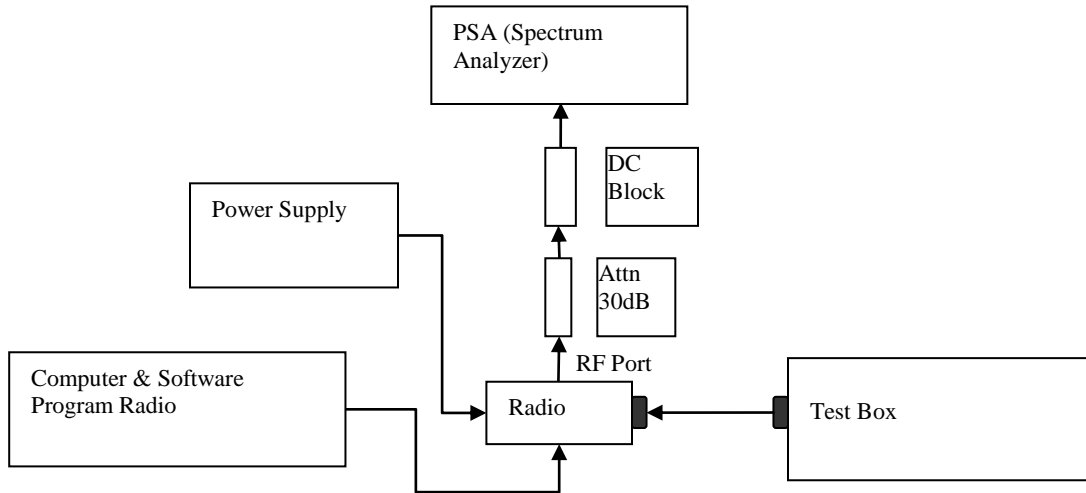 PSA (Spectrum
Analyzer)
DC
Block
Power Supply
Attn
30dB
RF Port
Computer & Software
Program Radio
Radio
Test Box